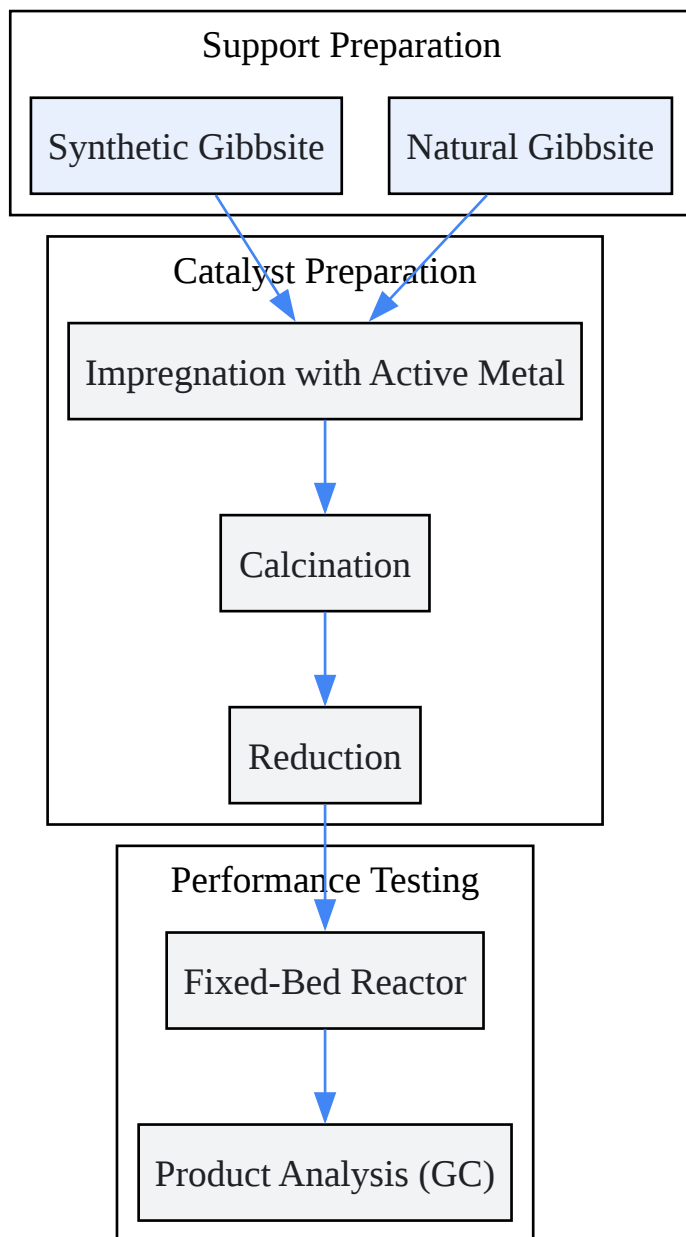 Support Preparation
Synthetic Gibbsite
Natural Gibbsite
Catalyst Preparation
Impregnation with Active Metal
Calcination
Reduction
Performance Testing
Fixed-Bed Reactor
Product Analysis (GC)